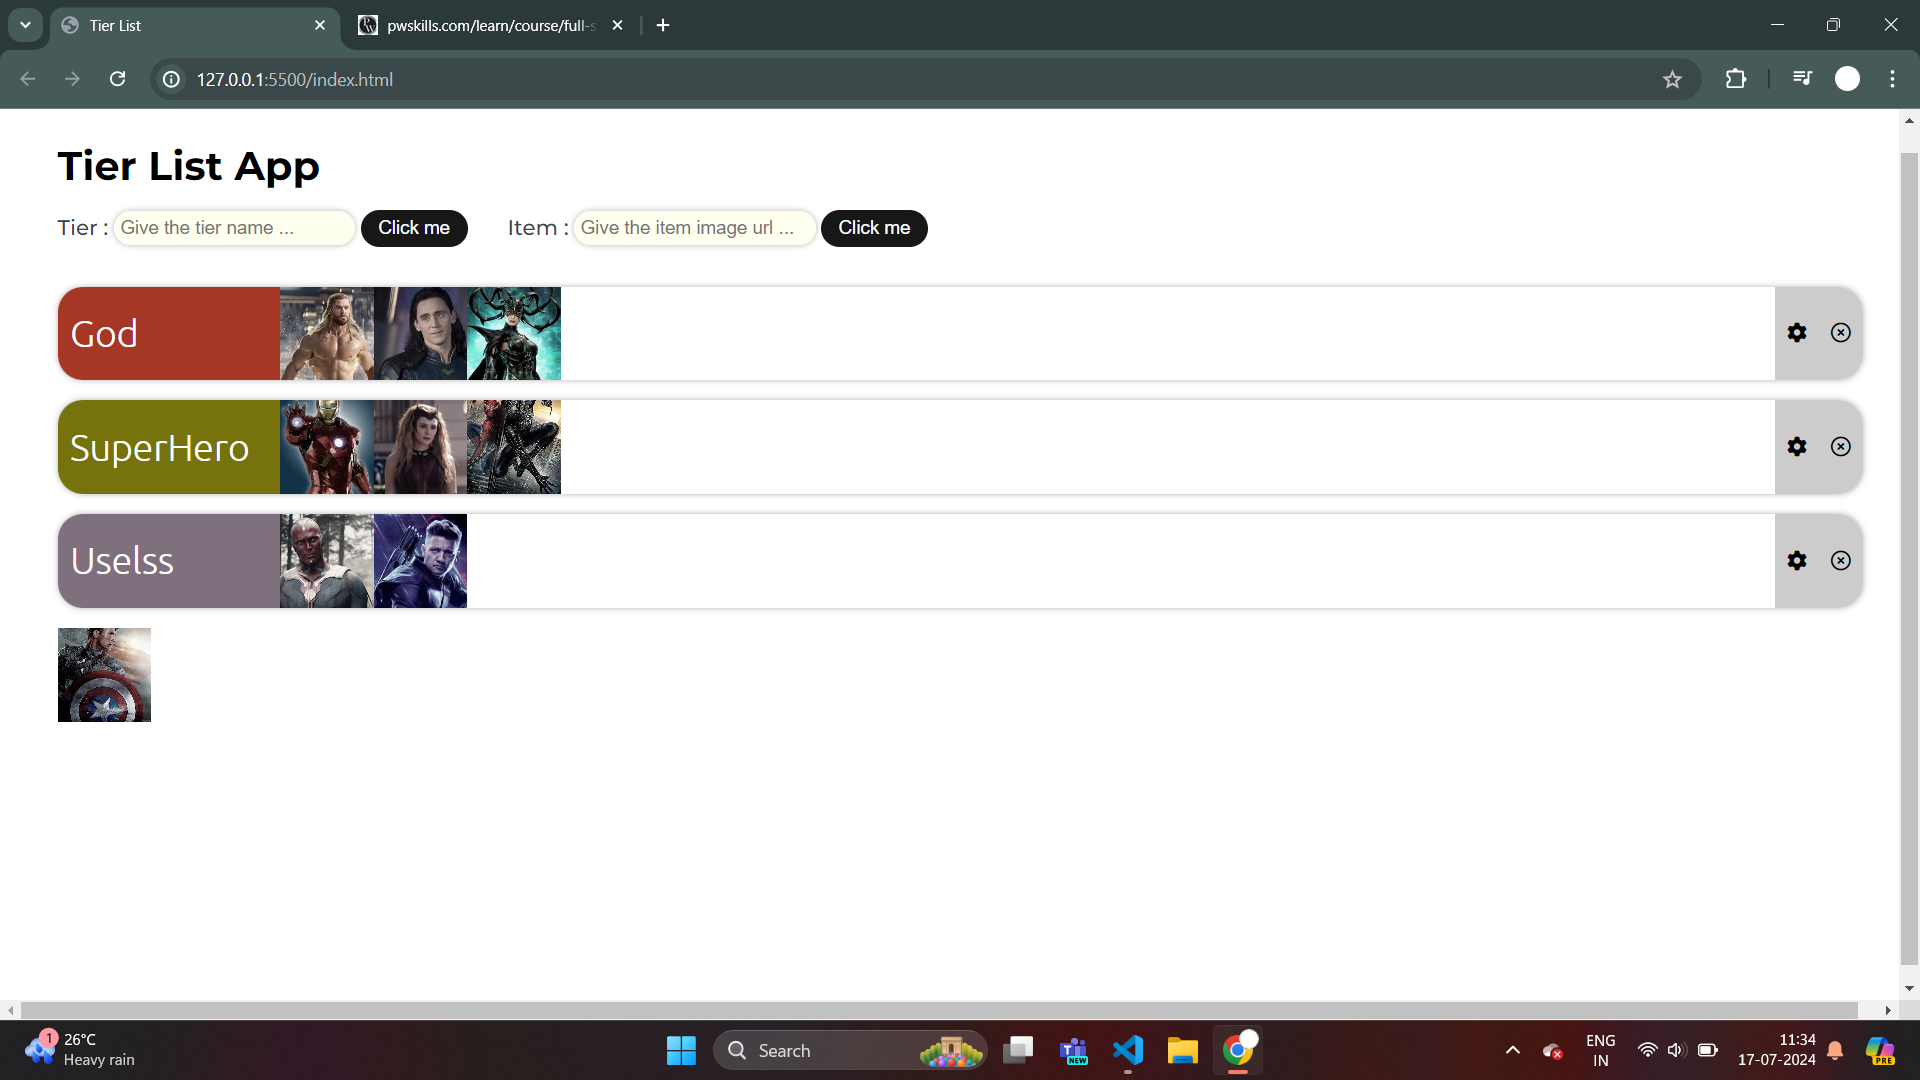 Tier List
pwskills.com/learn/course/full-s
127.0.0.1:5500/index.html
Tier List App
Tier : Give the tier name ... Click me Item : Give the item image url ... Click me
God
SuperHero
Uselss
1 26°C
Heavy rain
Search
NEW
ENG
IN
11:34
17-07-2024
PRE